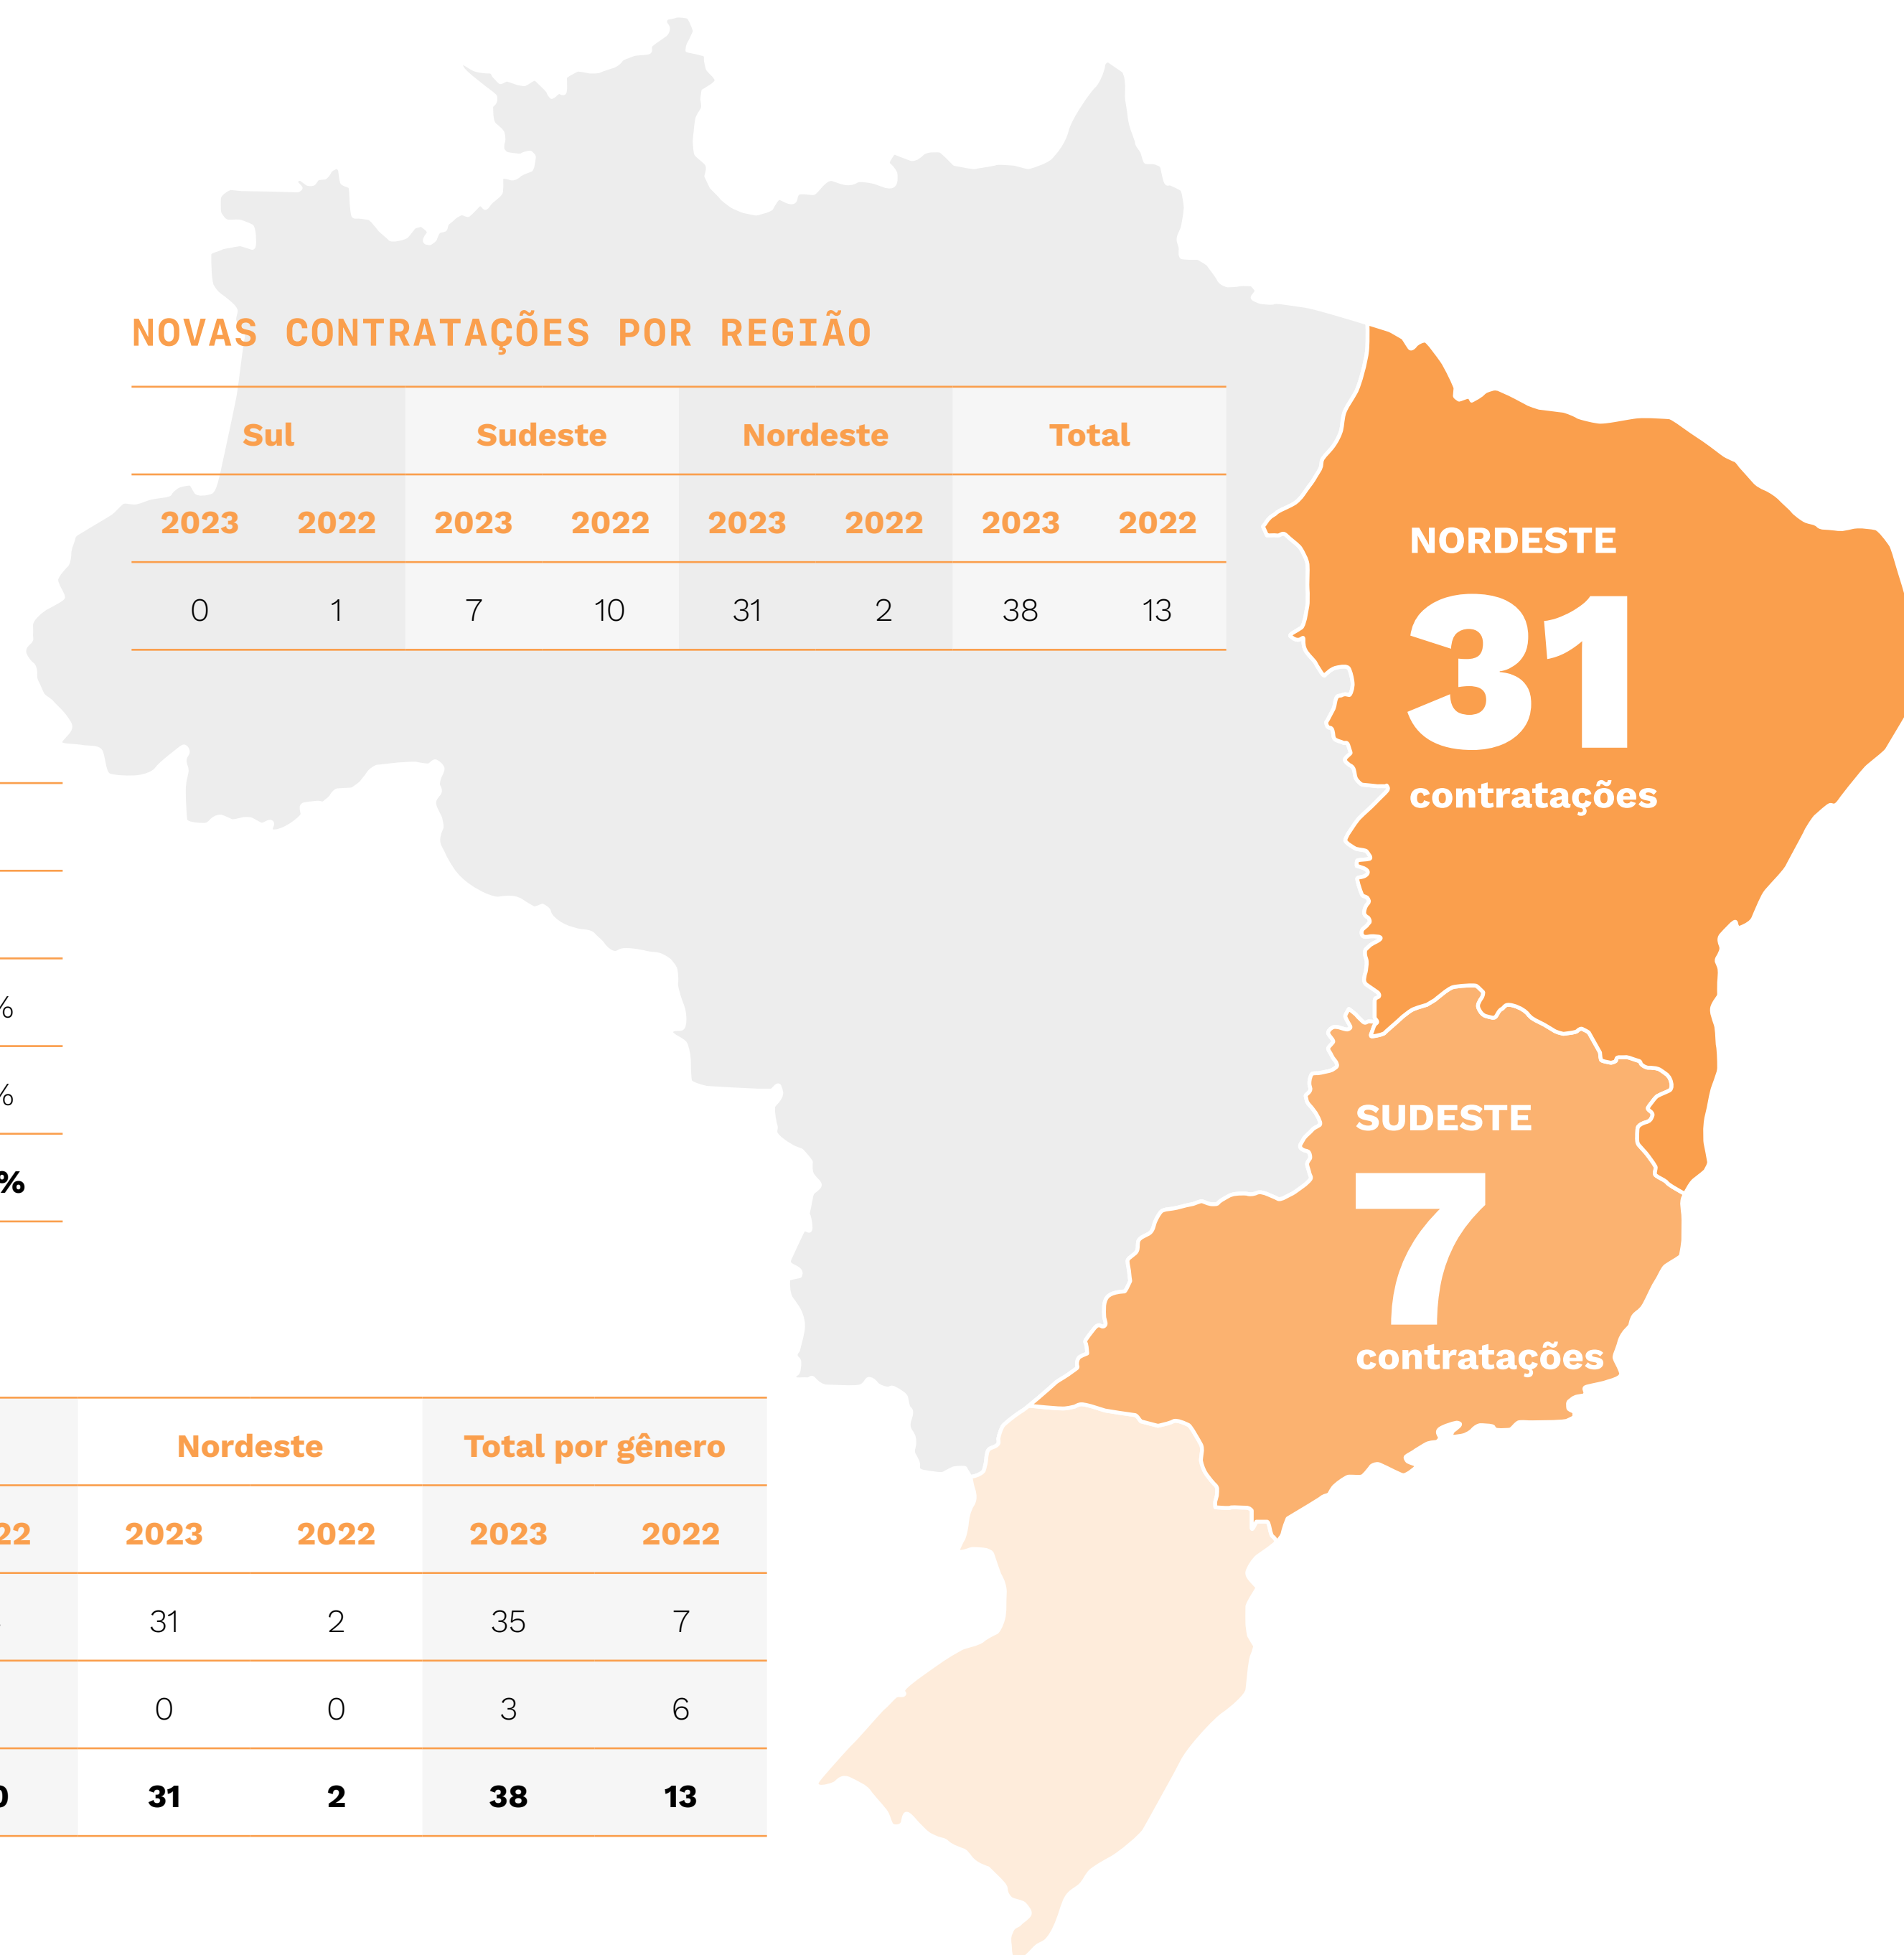 NOVAS CONTRATAÇÕES POR REGIÃO
Sul Sudeste Nordeste Total
2023 2022 2023 2022 2023 2022 2023 2022
0 1 7 10 31 2 38 13
NORDESTE
31
contratações
SUDESTE
7
contratações
%
%
%
Nordeste Total por gênero
22 2023 2022 2023 2022
31 2 35 7
0 0 3 6
0 31 2 38 13